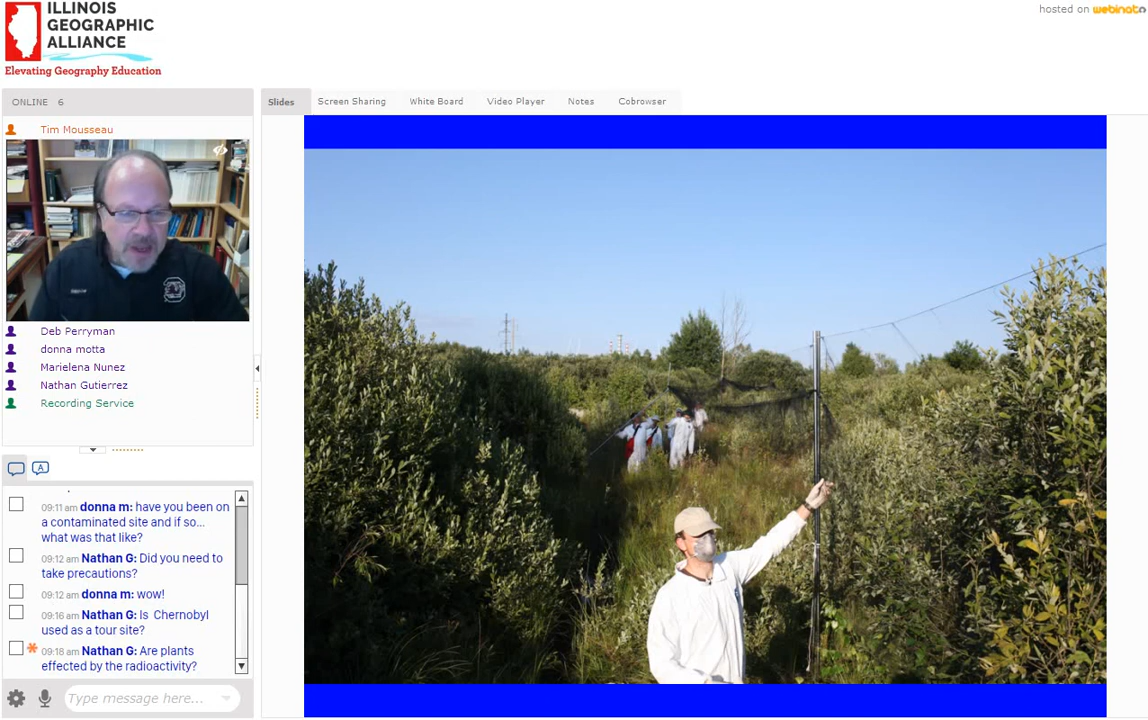 ILLINOIS
GEOGRAPHIC
ALLIANCE
Elevating Geography Education
hosted on webinato
ONLINE 6
Slides Screen Sharing White Board Video Player Notes Cobrowser
Tim Mousseau
Deb Perryman
donna motta
Marielena Nunez
Nathan Gutierrez
Recording Service
A
09:11 am donna m: have you been on
a contaminated site and if so...
what was that like?
09:12 am Nathan G: Did you need to
take precautions?
09:12 am donna m: wow!
09:16 am Nathan G: Is Chernobyl
used as a tour site?
09:18 am Nathan G: Are plants
effected by the radioactivity?
Type message here...